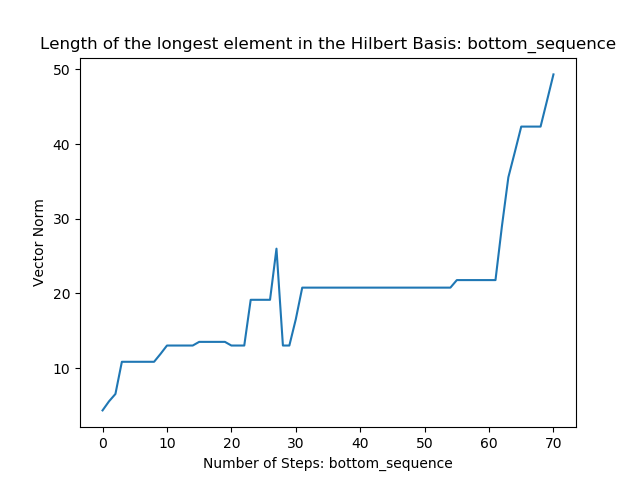 Length of the longest element in the Hilbert Basis: bottom_sequence
50
40
30
20
10
Vector Norm
0 10 20 30 40 50 60 70
Number of Steps: bottom_sequence